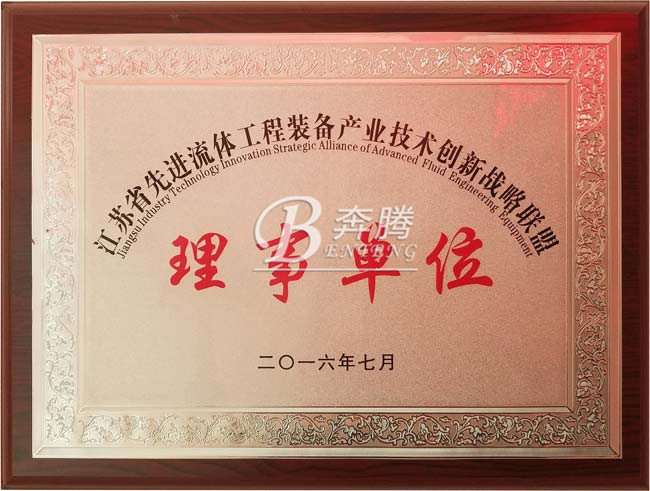 江苏省先进流体工程装备产业技术创新战略联盟
Jiangsu Industry Technology Innovation Strategic Alliance of Advanced Fluid Engineering Equipment
B 奔腾
BENTENG
理事单位
二〇一六年七月